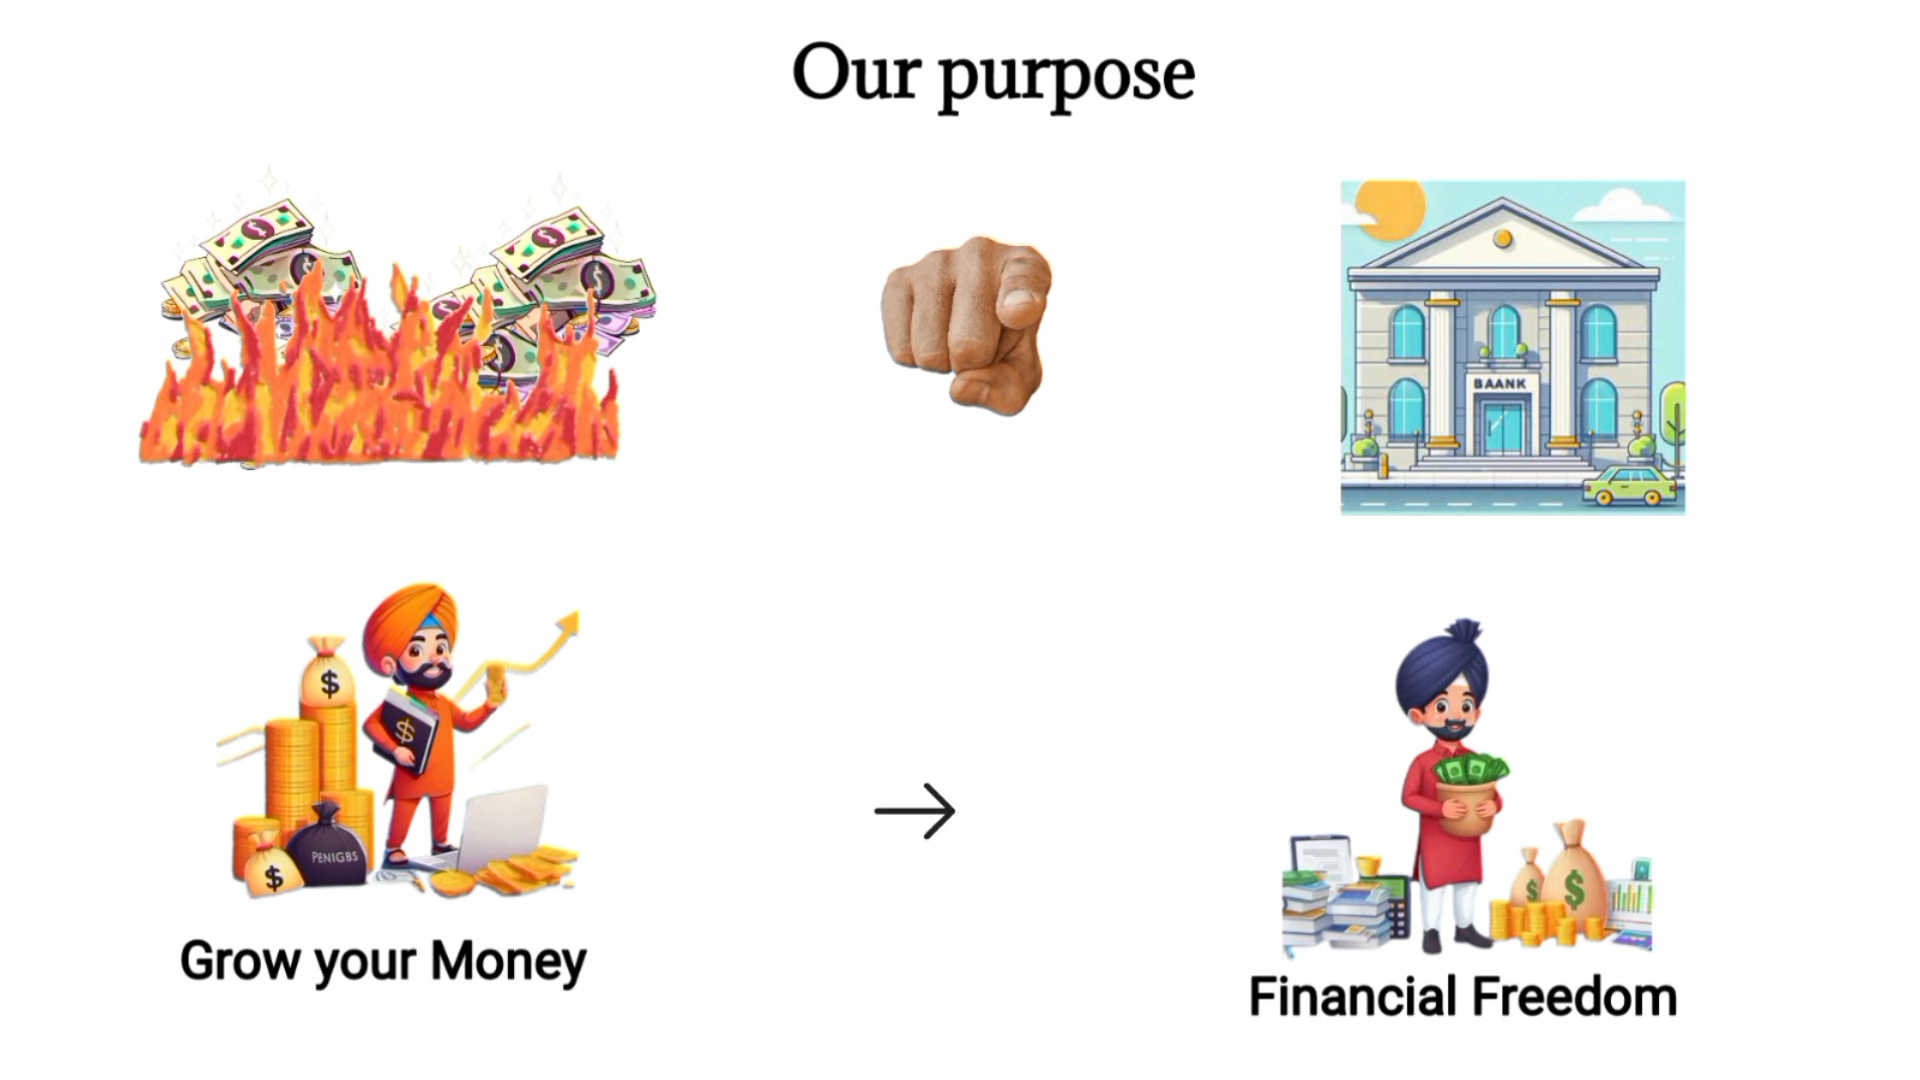 Our purpose
BAANK
$
$
PENIGBS
$
$
$
Grow your Money
Financial Freedom